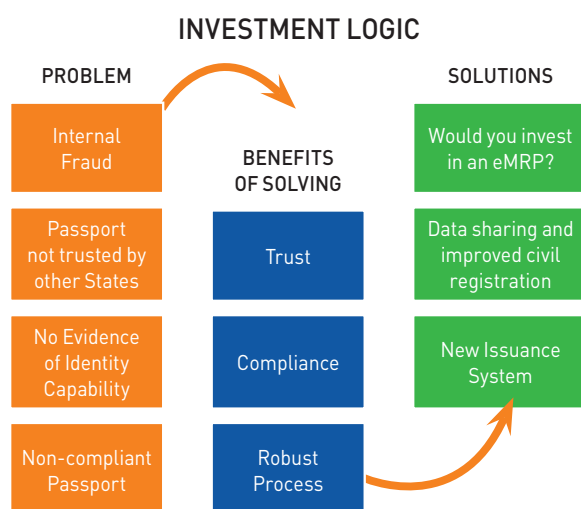 INVESTMENT LOGIC
PROBLEM
Internal
Fraud
Passport
not trusted by
other States
No Evidence
of Identity
Capability
Non-compliant
Passport
BENEFITS
OF SOLVING
Trust
Compliance
Robust
Process
SOLUTIONS
Would you invest
in an eMRP?
Data sharing and
improved civil
registration
New Issuance
System